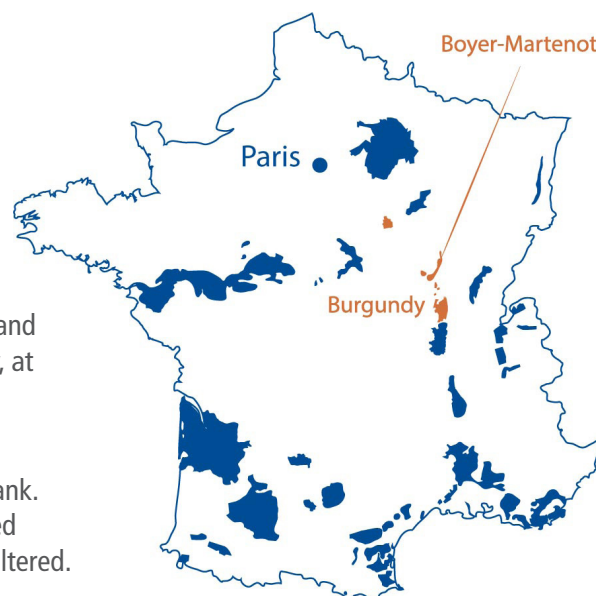 Boyer-Martenot
Paris
Burgundy
and
, at
ank.
ed
ltered.